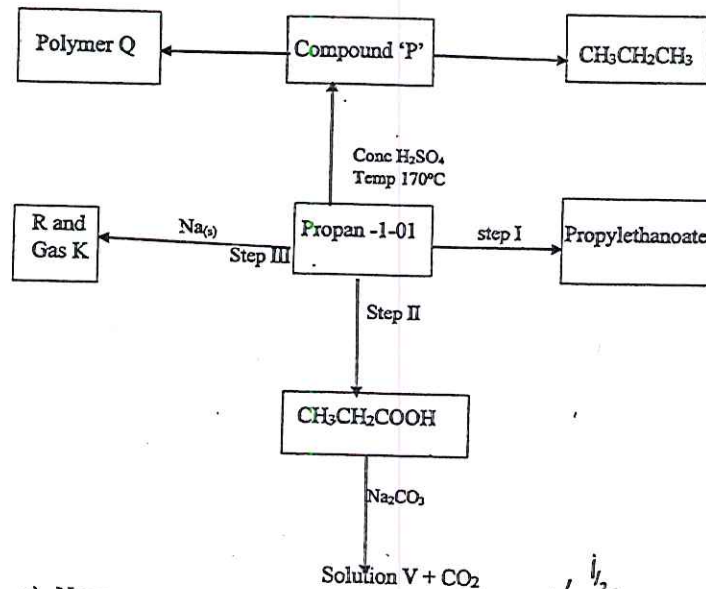 Polymer Q
Compound ‘P’
CH₃CH₂CH₃
Conc H₂SO₄
Temp 170°C
R and
Gas K
Na₍ₛ₎
Step III
Propan -1-01
step I
Propylethanoate
Step II
CH₃CH₂COOH
Na₂CO₃
Solution V + CO₂